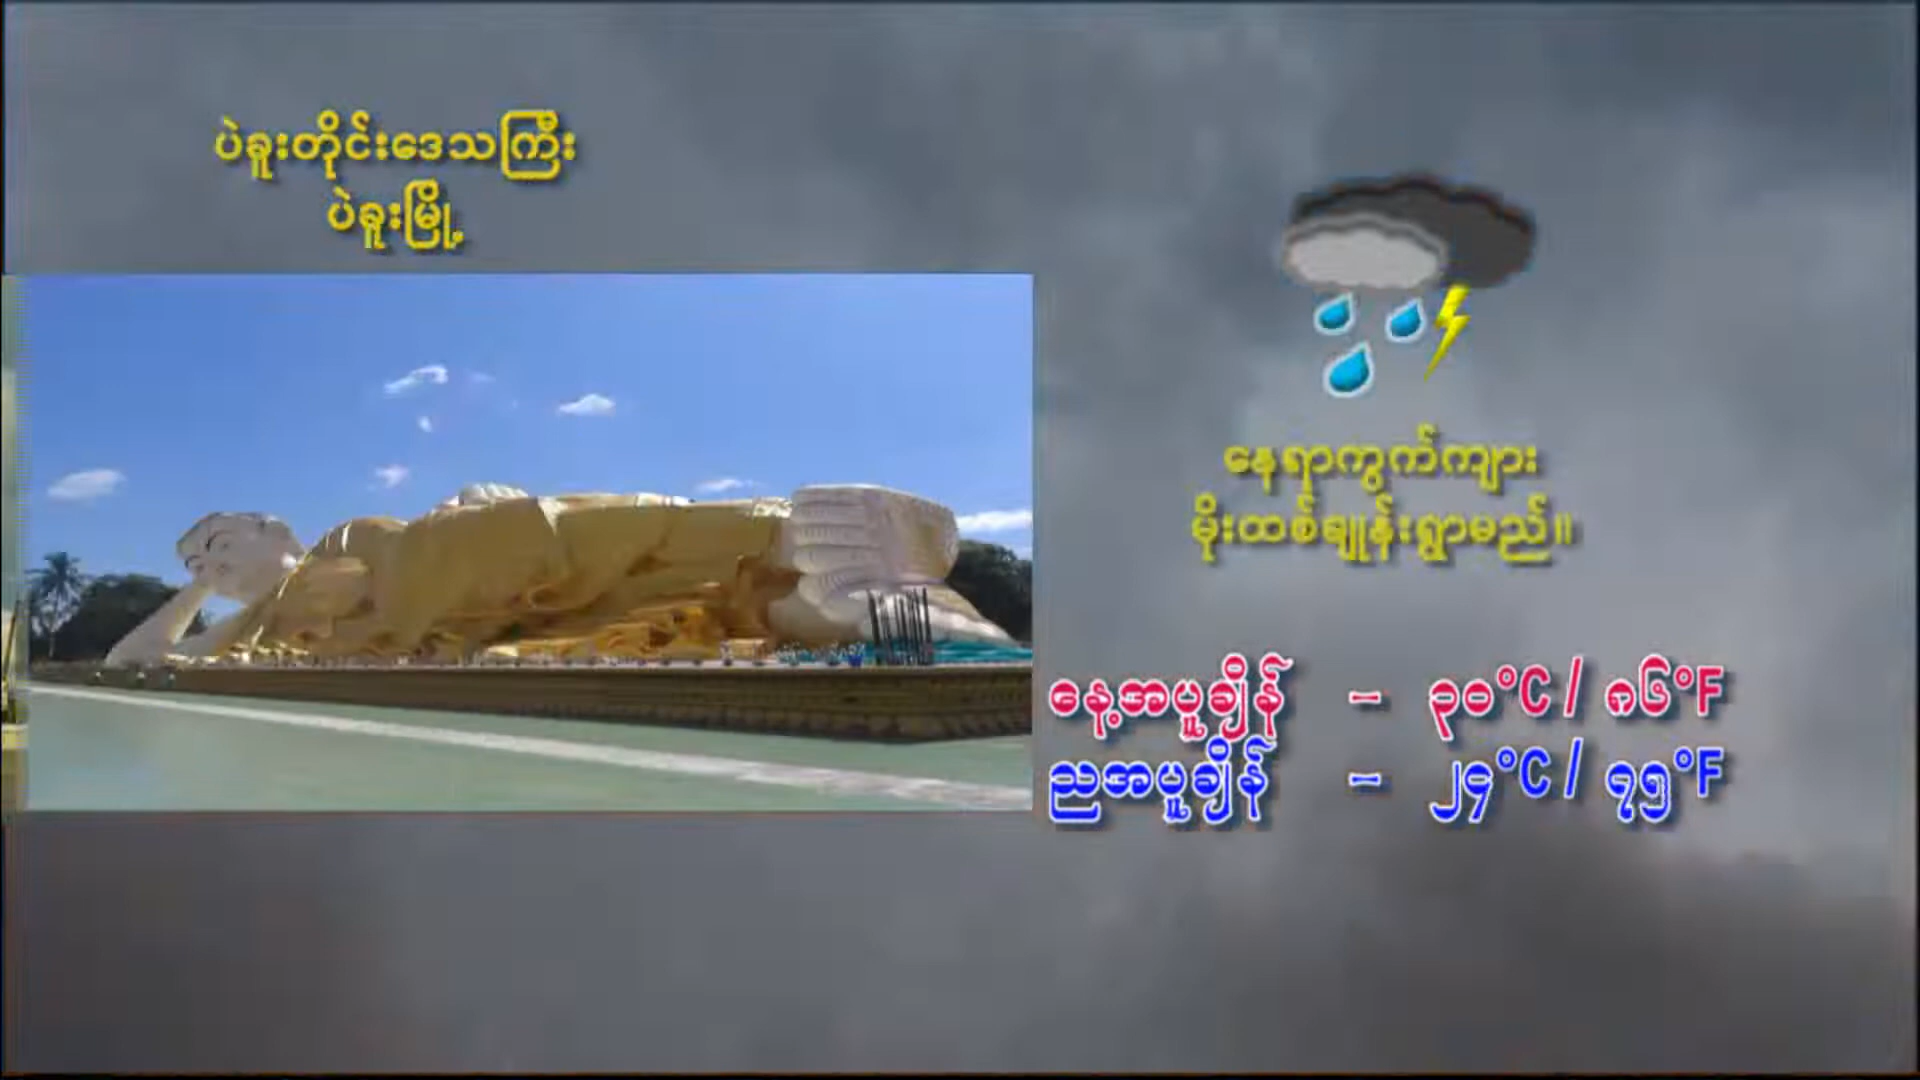 ပဲခူးတိုင်းဒေသကြီး
ပဲခူးမြို့
နေရာကွက်ကျား
မိုးထစ်ချုန်းရွာမည်။
နေ့အပူချိန် - ၃၀°C / ၈၆°F
ညအပူချိန် - ၂၄°C / ၇၅°F